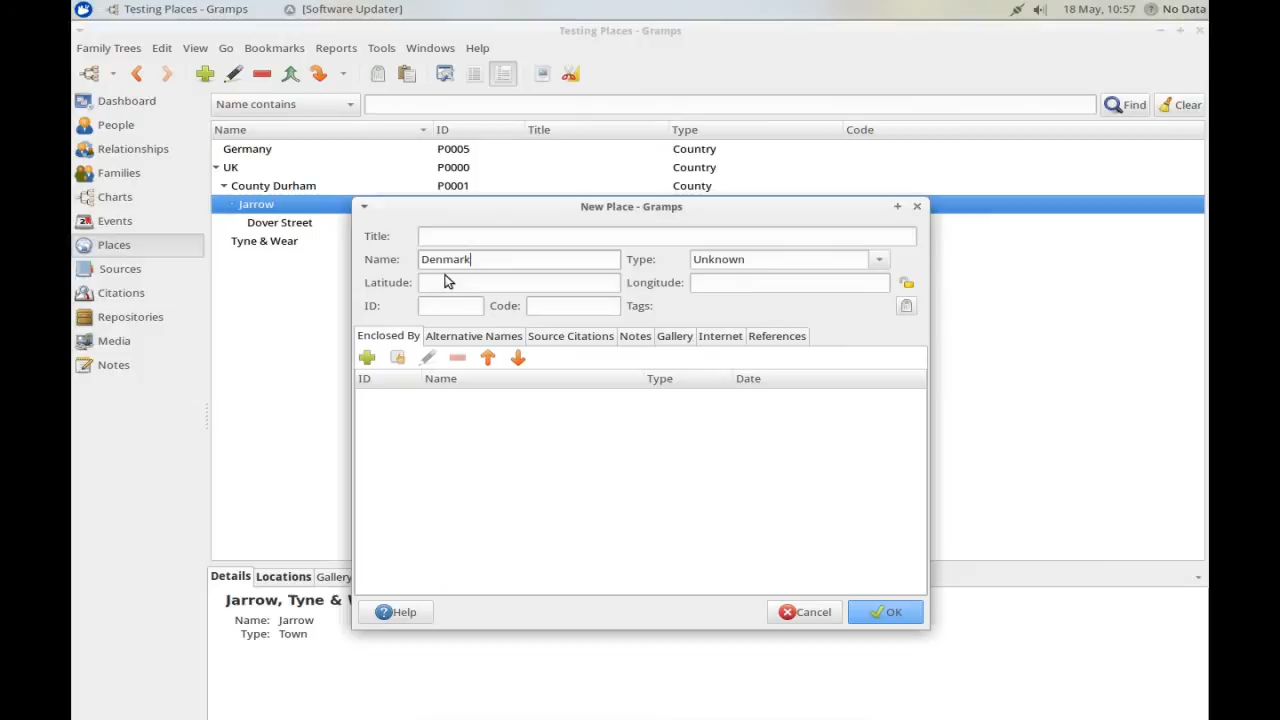 Testing Places - Gramps [Software Updater] 18 May, 10:57 No Data
Testing Places - Gramps
Family Trees Edit View Go Bookmarks Reports Tools Windows Help
Dashboard
People
Relationships
Families
Charts
Events
Places
Sources
Citations
Repositories
Media
Notes
Name contains Find Clear
Name ID Title Type Code
Germany P0005 Country
UK P0000 Country
County Durham P0001 County
Jarrow
Dover Street
Tyne & Wear
New Place - Gramps
Title:
Name: Denmark Type: Unknown
Latitude: Longitude:
ID: Code: Tags:
Enclosed By Alternative Names Source Citations Notes Gallery Internet References
ID Name Type Date
Help Cancel OK
Details Locations Gallery
Jarrow, Tyne &
Name: Jarrow
Type: Town